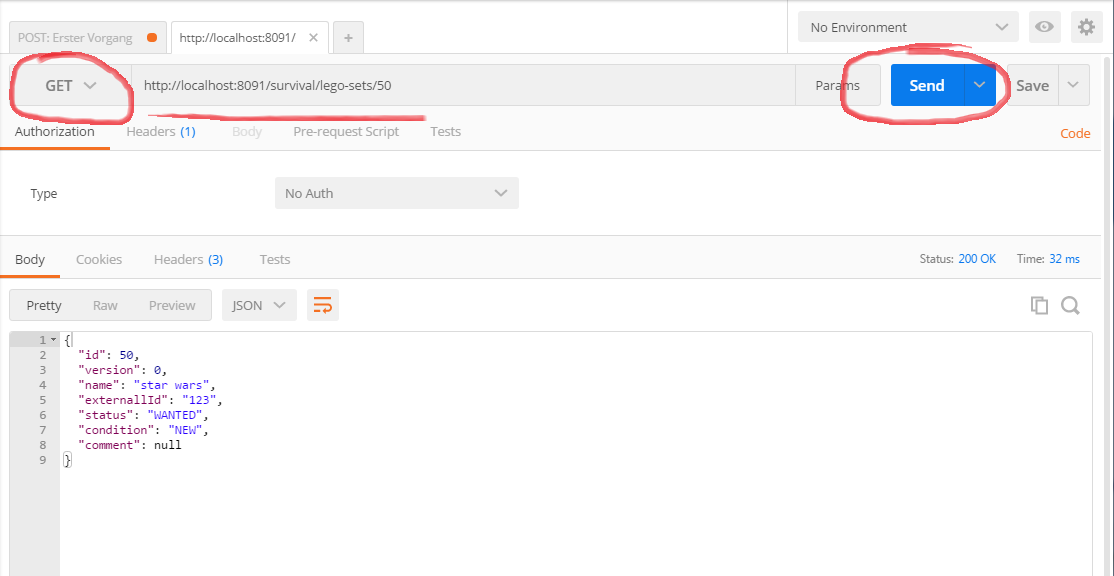 POST: Erster Vorgang
http://localhost:8091/
No Environment
GET http://localhost:8091/survival/lego-sets/50 Params Send Save
Authorization Headers (1) Body Pre-request Script Tests Code
Type No Auth
Body Cookies Headers (3) Tests Status: 200 OK Time: 32 ms
Pretty Raw Preview JSON
1 {
2 "id": 50,
3 "version": 0,
4 "name": "star wars",
5 "externallId": "123",
6 "status": "WANTED",
7 "condition": "NEW",
8 "comment": null
9 }